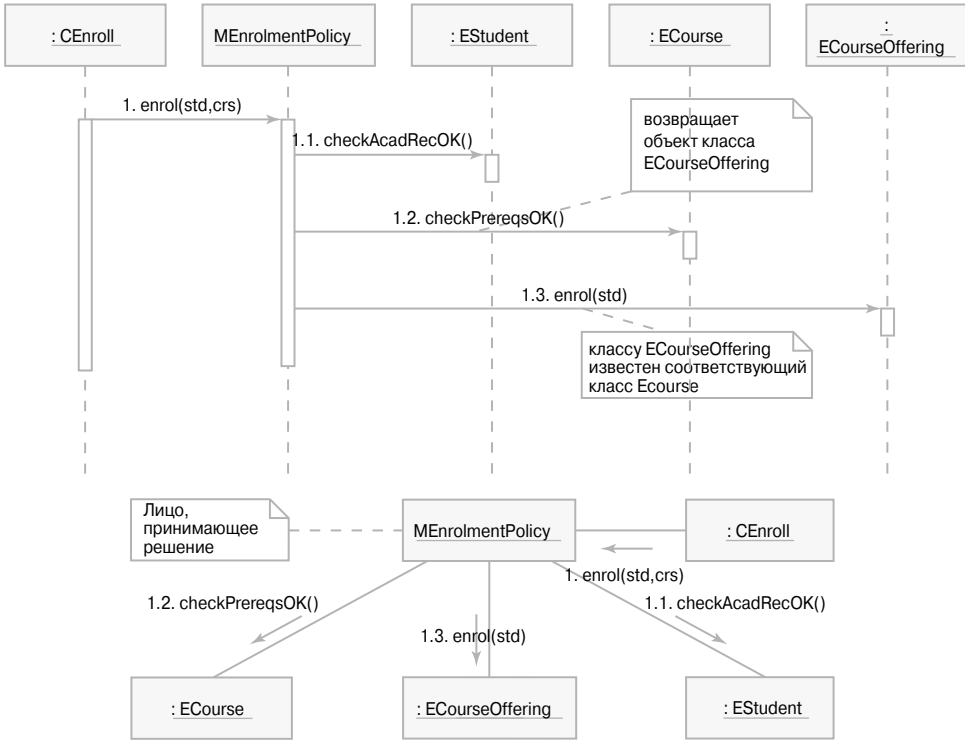 : CEnroll
MEnrolmentPolicy
: EStudent
: ECourse
:
ECourseOffering
1. enrol(std,crs)
возвращает
объект класса
ECourseOffering
1.1. checkAcadRecOK()
1.2. checkPrereqsOK()
1.3. enrol(std)
классу ECourseOffering
известен соответствующий
класс Ecourse
Лицо,
принимающее
решение
MEnrolmentPolicy
: CEnroll
1. enrol(std,crs)
1.2. checkPrereqsOK()
1.1. checkAcadRecOK()
1.3. enrol(std)
: ECourse
: ECourseOffering
: EStudent